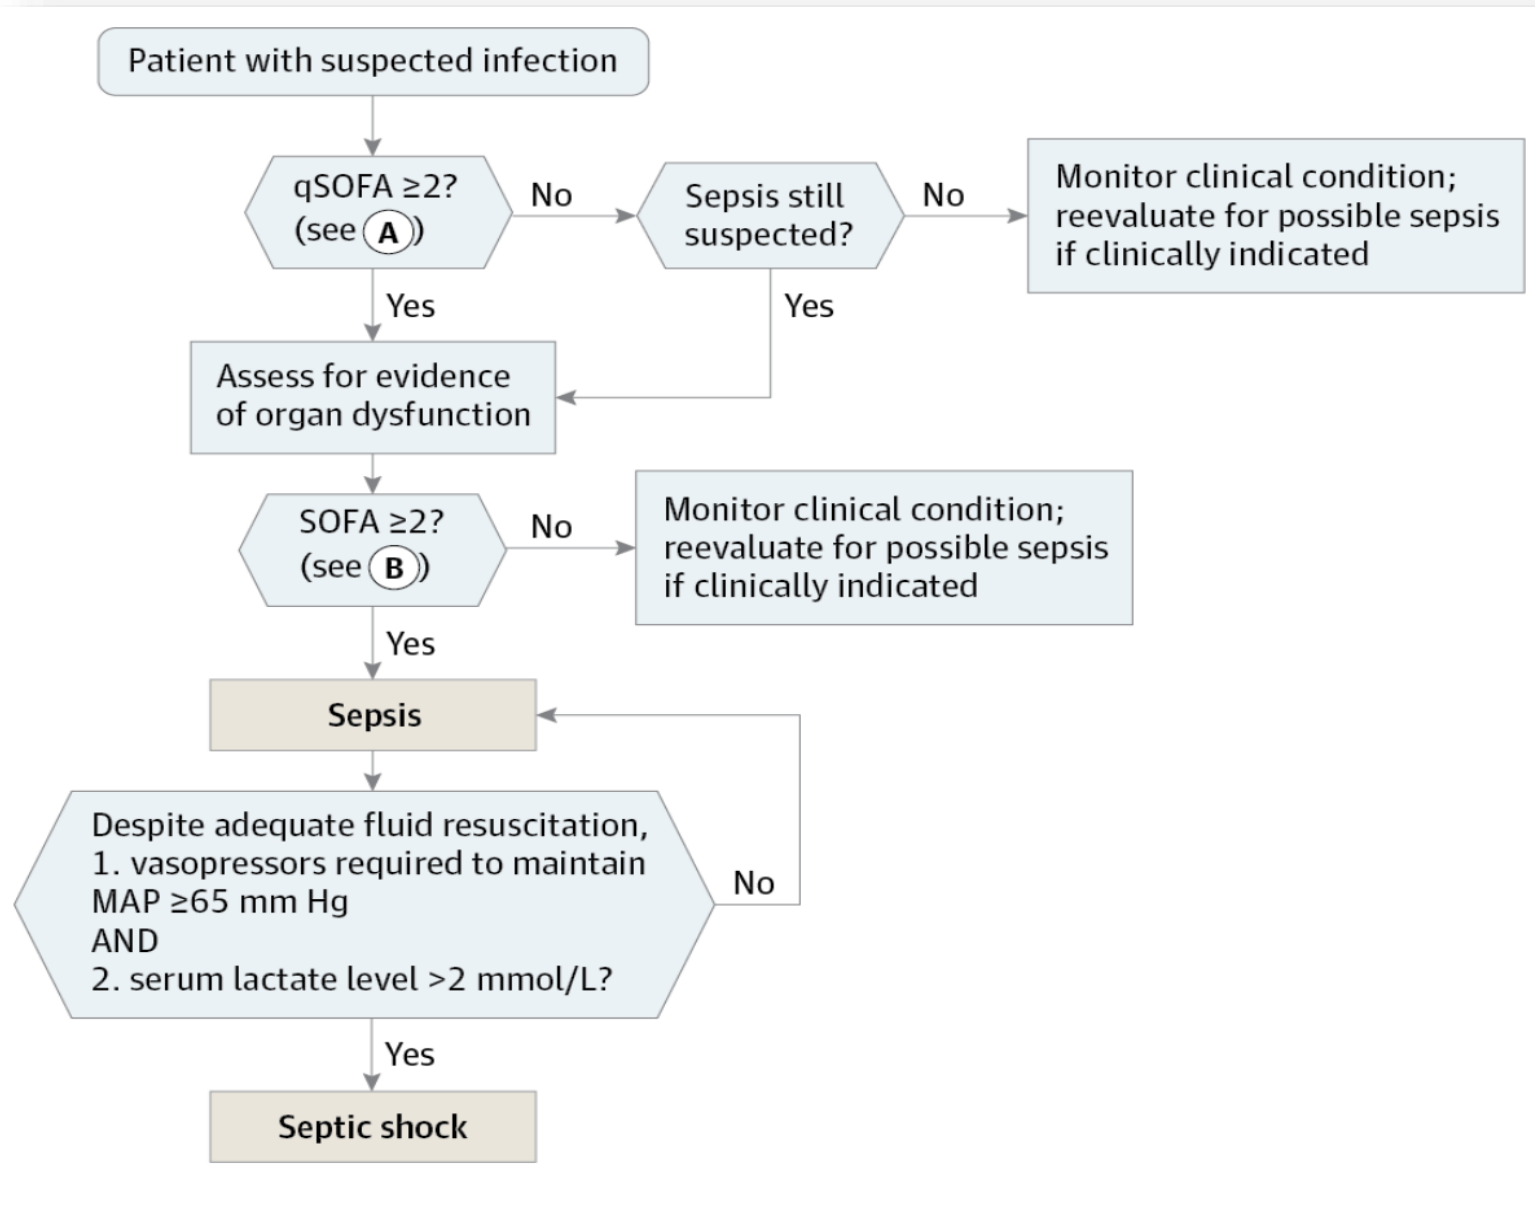 Patient with suspected infection
qSOFA ≥2?
(see A)
No
Sepsis still
suspected?
No
Monitor clinical condition;
reevaluate for possible sepsis
if clinically indicated
Yes
Yes
Assess for evidence
of organ dysfunction
SOFA ≥2?
(see B)
No
Monitor clinical condition;
reevaluate for possible sepsis
if clinically indicated
Yes
Sepsis
Despite adequate fluid resuscitation,
1. vasopressors required to maintain
MAP ≥65 mm Hg
AND
2. serum lactate level >2 mmol/L?
No
Yes
Septic shock